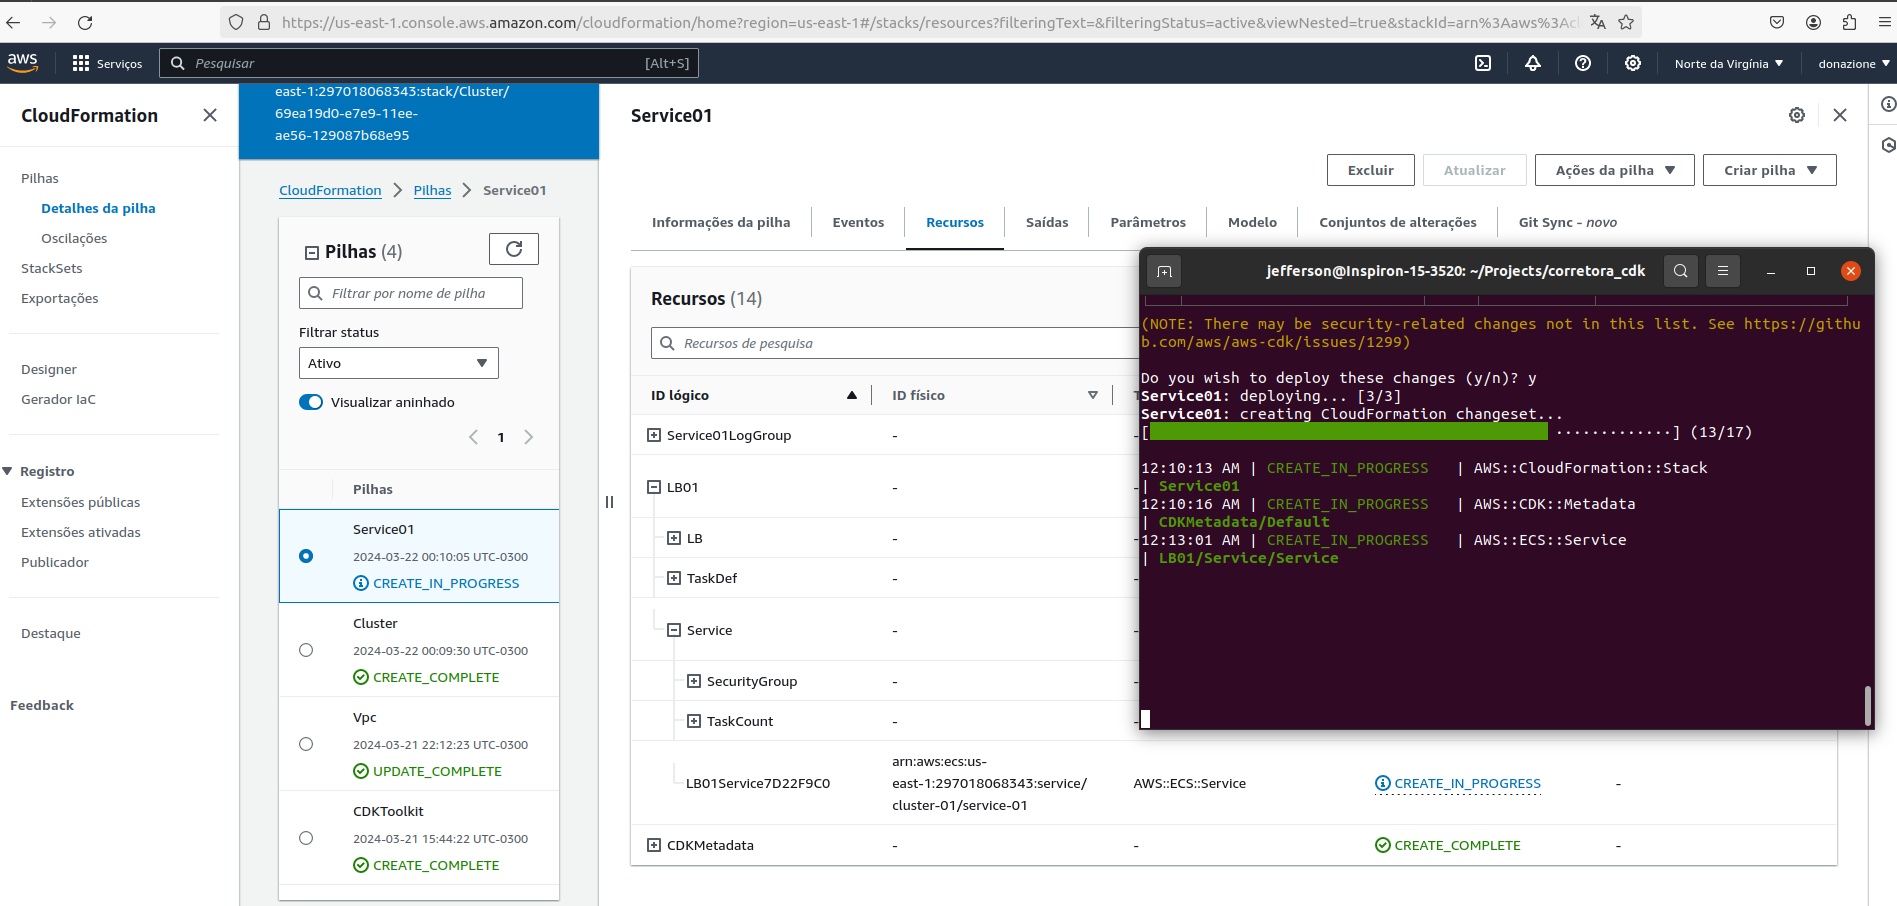 https://us-east-1.console.aws.amazon.com/cloudformation/home?region=us-east-1#/stacks/resources?filteringText=&filteringStatus=active&viewNested=true&stackId=arn%3Aaws%3Acl
aws
Serviços
Pesquisar
[Alt+S]
Norte da Virgínia
donazione
CloudFormation
Pilhas
Detalhes da pilha
Oscilações
StackSets
Exportações
Designer
Gerador IaC
Registro
Extensões públicas
Extensões ativadas
Publicador
Destaque
Feedback
east-1:297018068343:stack/Cluster/
69ea19d0-e7e9-11ee-
ae56-129087b68e95
CloudFormation
Pilhas
Service01
Pilhas (4)
Filtrar por nome de pilha
Filtrar status
Ativo
Visualizar aninhado
1
Pilhas
Service01
2024-03-22 00:10:05 UTC-0300
CREATE_IN_PROGRESS
Cluster
2024-03-22 00:09:30 UTC-0300
CREATE_COMPLETE
Vpc
2024-03-21 22:12:23 UTC-0300
UPDATE_COMPLETE
CDKToolkit
2024-03-21 15:44:22 UTC-0300
CREATE_COMPLETE
Service01
Excluir
Atualizar
Ações da pilha
Criar pilha
Informações da pilha
Eventos
Recursos
Saídas
Parâmetros
Modelo
Conjuntos de alterações
Git Sync - novo
Recursos (14)
Recursos de pesquisa
ID lógico
ID físico
Service01LogGroup - -
LB01 - -
LB - -
TaskDef - -
Service - -
SecurityGroup - -
TaskCount - -
LB01Service7D22F9C0
arn:aws:ecs:us-
east-1:297018068343:service/
cluster-01/service-01
AWS::ECS::Service
CREATE_IN_PROGRESS
-
CDKMetadata - -
CREATE_COMPLETE
-
jefferson@Inspiron-15-3520: ~/Projects/corretora_cdk
(NOTE: There may be security-related changes not in this list. See https://githu
b.com/aws/aws-cdk/issues/1299)
Do you wish to deploy these changes (y/n)? y
Service01: deploying... [3/3]
Service01: creating CloudFormation changeset...
[ ·············] (13/17)
12:10:13 AM | CREATE_IN_PROGRESS | AWS::CloudFormation::Stack
| Service01
12:10:16 AM | CREATE_IN_PROGRESS | AWS::CDK::Metadata
| CDKMetadata/Default
12:13:01 AM | CREATE_IN_PROGRESS | AWS::ECS::Service
| LB01/Service/Service